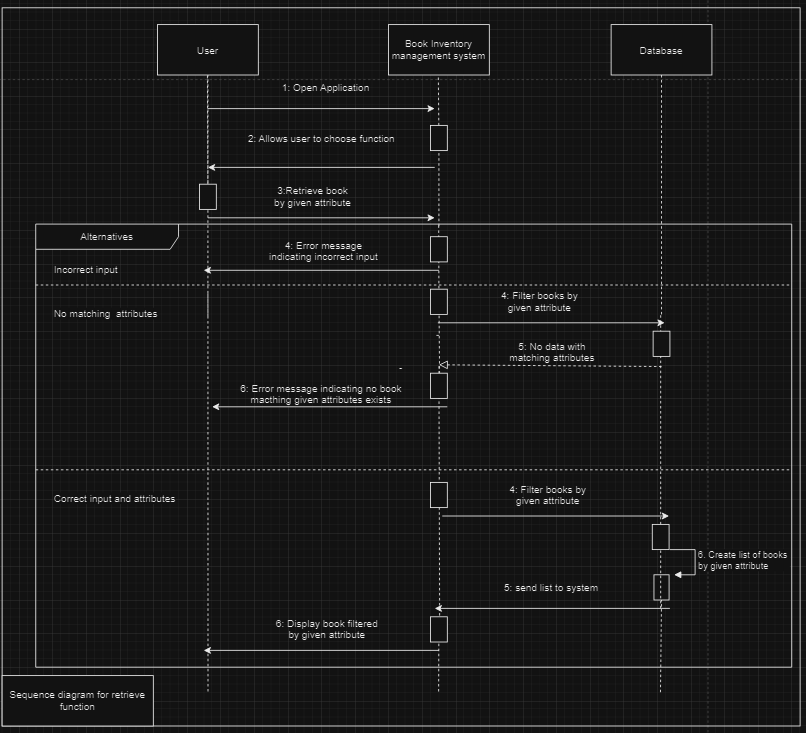 User
Book Inventory
management system
Database
1: Open Application
2: Allows user to choose function
3:Retrieve book
by given attribute
Alternatives
4: Error message
indicating incorrect input
Incorrect input
4: Filter books by
given attribute
No matching attributes
5: No data with
matching attributes
6: Error message indicating no book
macthing given attributes exists
Correct input and attributes
4: Filter books by
given attribute
6. Create list of books
by given attribute
5: send list to system
6: Display book filtered
by given attribute
Sequence diagram for retrieve
function